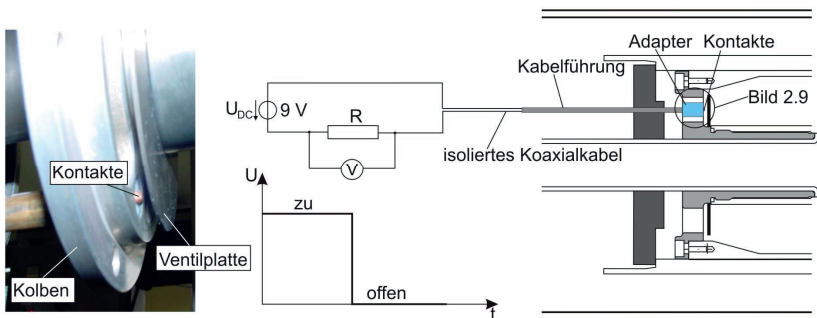 Kontakte
Ventilplatte
Kolben
U_DC 9 V
R
V
isoliertes Koaxialkabel
Kabelführung
Adapter Kontakte
Bild 2.9
U
zu
offen
t